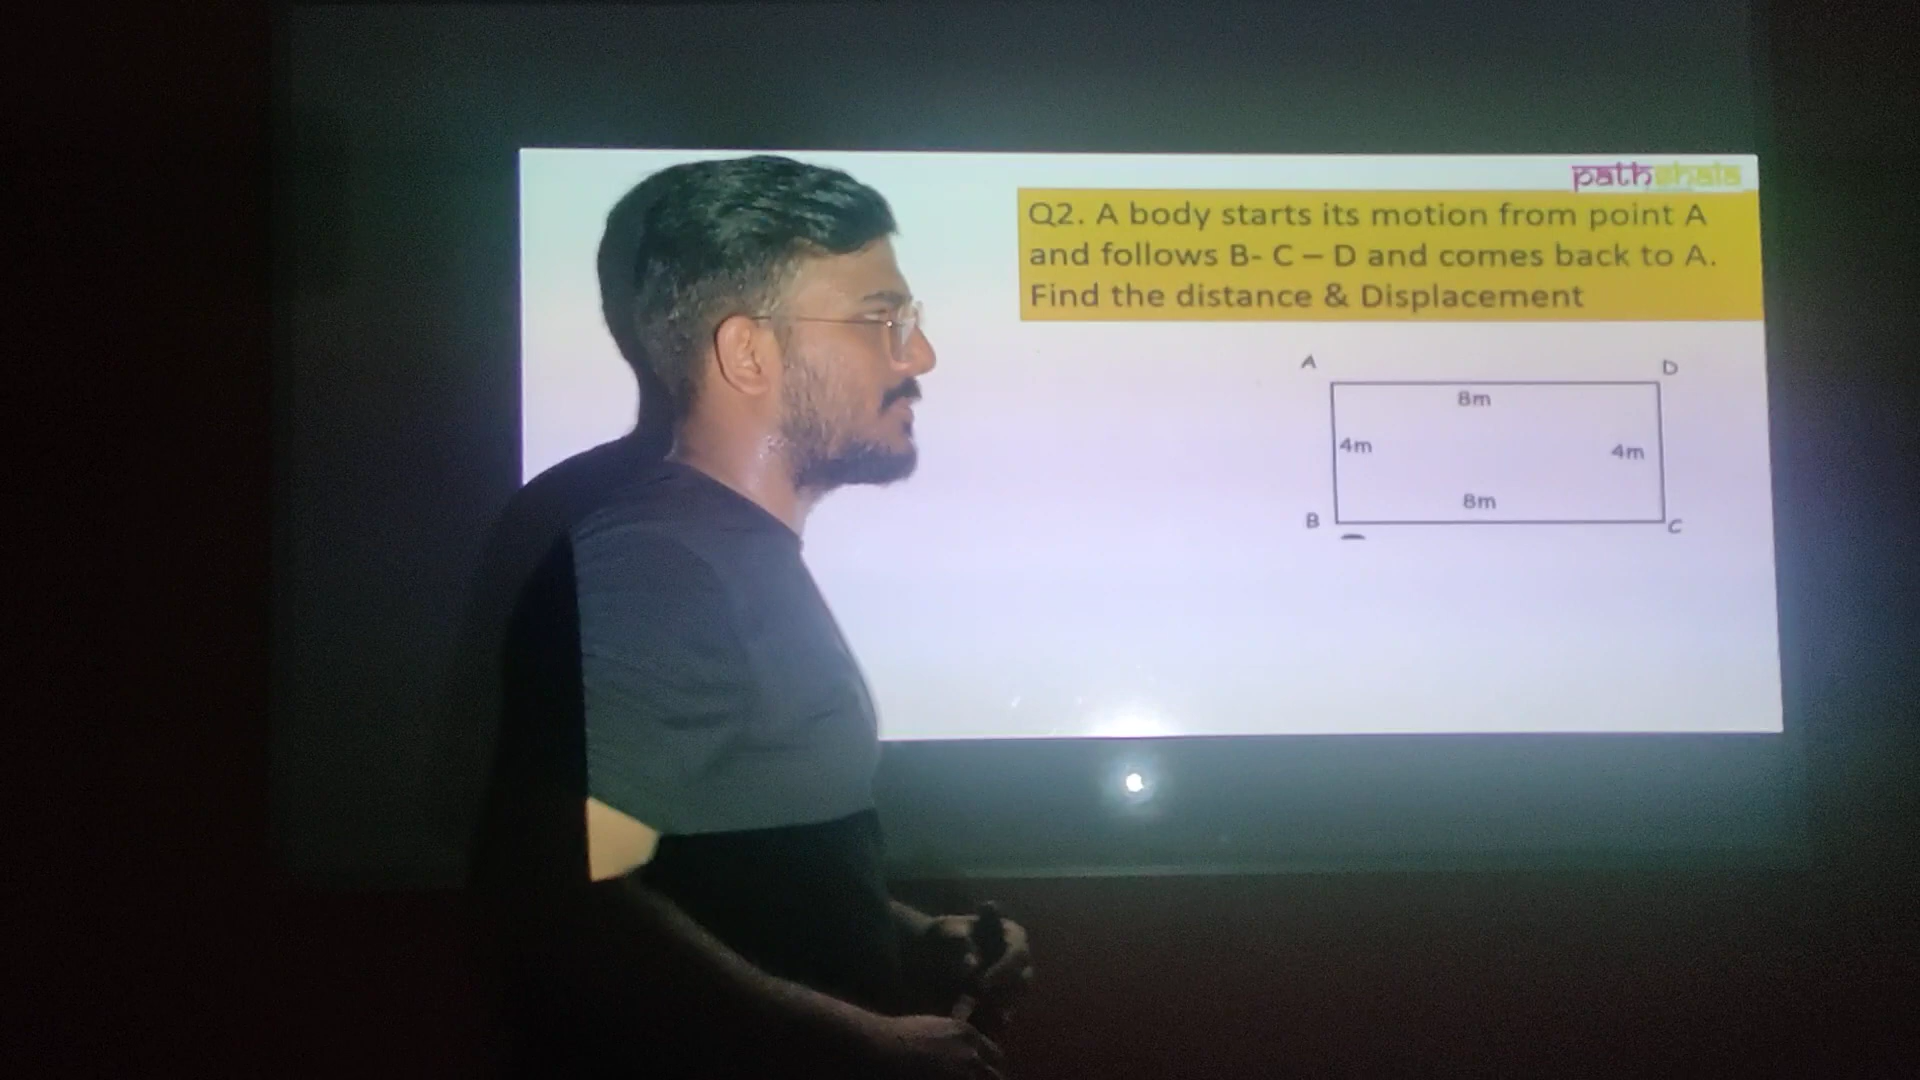 pathshala
Q2. A body starts its motion from point A
and follows B- C – D and comes back to A.
Find the distance & Displacement
A
D
8m
4m
4m
8m
B
C